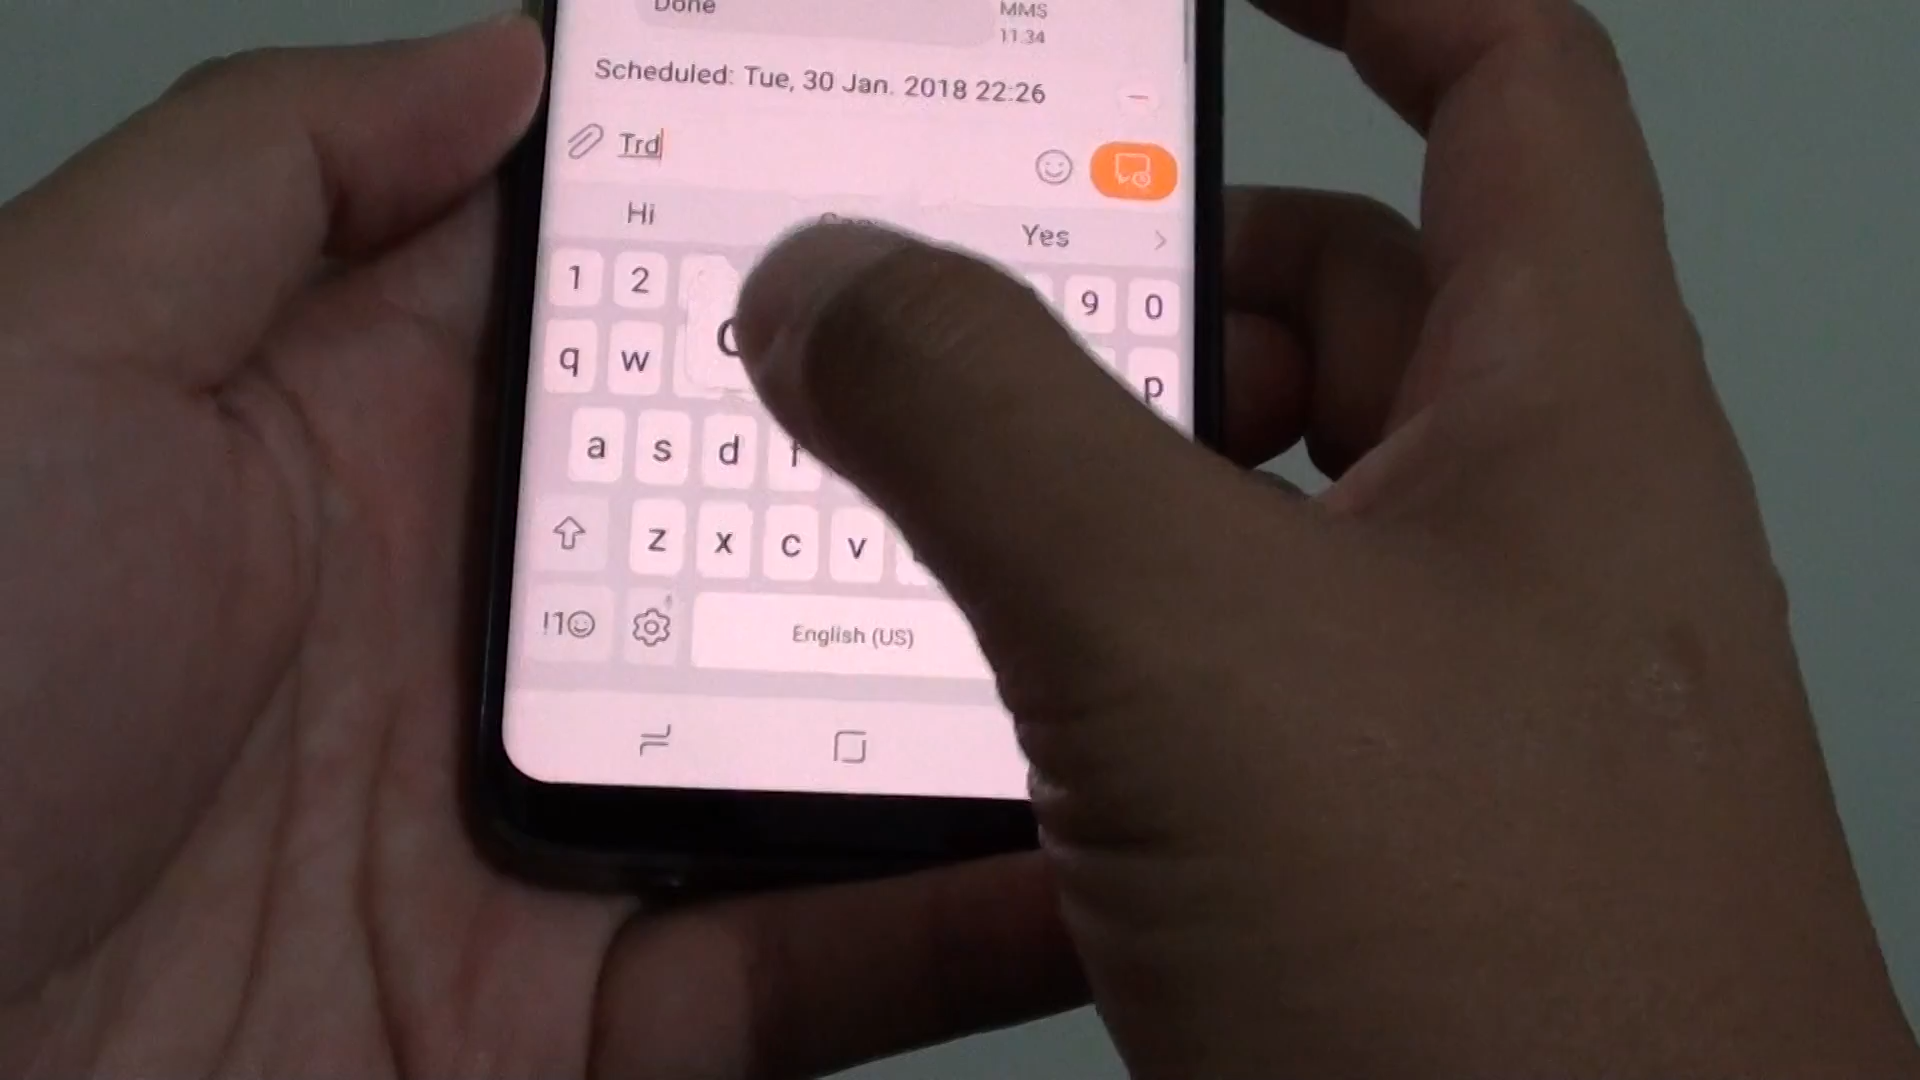 Done
MMS
11:34
Scheduled: Tue, 30 Jan. 2018 22:26
Trd
Hi
Yes
1 2 9 0
q w p
a s d f
z x c v
!1☺
English (US)